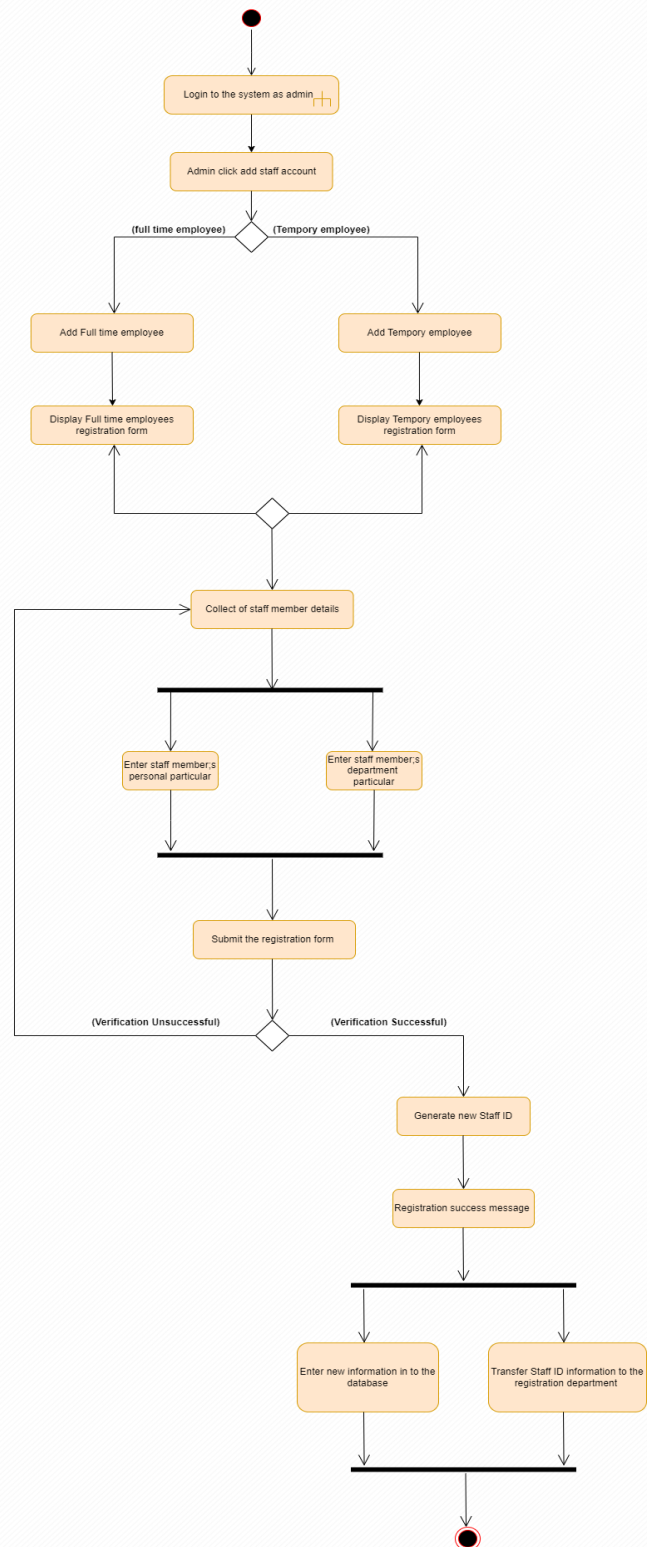 Login to the system as admin
Admin click add staff account
(full time employee)
(Tempory employee)
Add Full time employee
Add Tempory employee
Display Full time employees
registration form
Display Tempory employees
registration form
Collect of staff member details
Enter staff member;s
personal particular
Enter staff member;s
department
particular
Submit the registration form
(Verification Unsuccessful)
(Verification Successful)
Generate new Staff ID
Registration success message
Enter new information in to the
database
Transfer Staff ID information to the
registration department